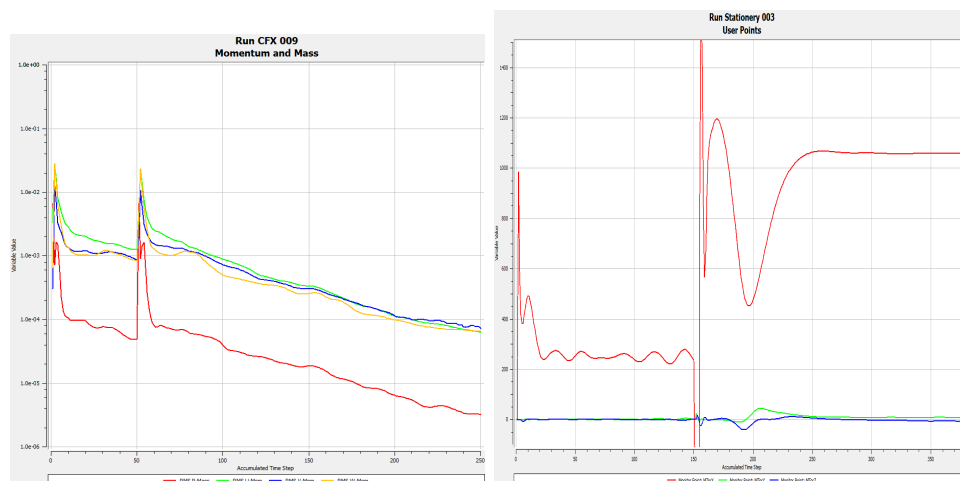 Run CFX 009
Momentum and Mass
1.0e+00
1.0e-01
1.0e-02
1.0e-03
1.0e-04
1.0e-05
1.0e-06
Variable Value
0
50
100
150
200
250
Accumulated Time Step
Run Stationery 003
User Points
1400
1200
1000
800
600
400
200
0
Variable Value
0
50
100
150
200
250
300
350
Accumulated Time Step